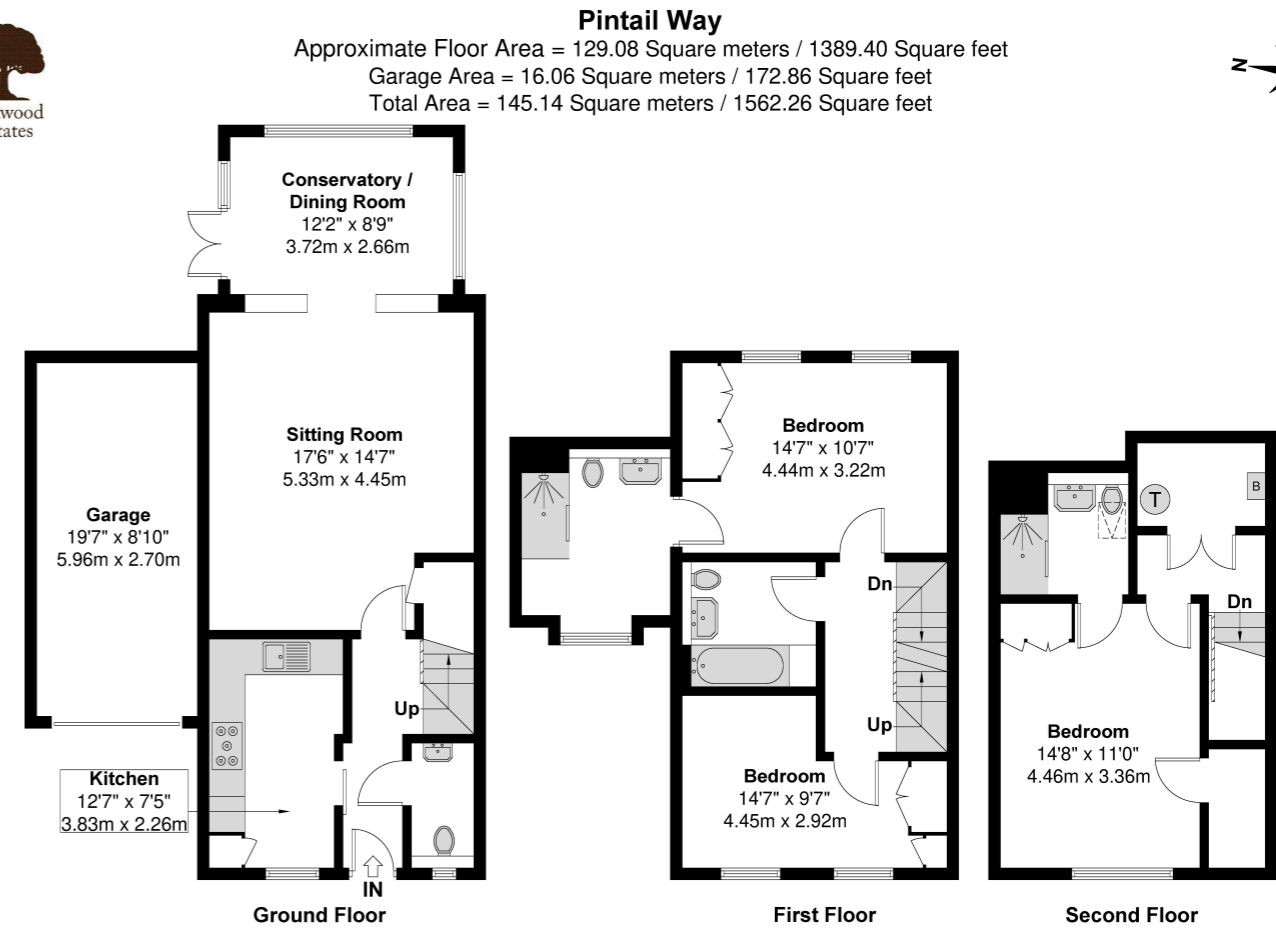 Pintail Way
Approximate Floor Area = 129.08 Square meters / 1389.40 Square feet
Garage Area = 16.06 Square meters / 172.86 Square feet
Total Area = 145.14 Square meters / 1562.26 Square feet
wood
tates
N
Conservatory /
Dining Room
12'2" x 8'9"
3.72m x 2.66m
Sitting Room
17'6" x 14'7"
5.33m x 4.45m
Garage
19'7" x 8'10"
5.96m x 2.70m
Up
Kitchen
12'7" x 7'5"
3.83m x 2.26m
IN
Ground Floor
Bedroom
14'7" x 10'7"
4.44m x 3.22m
Dn
Up
Bedroom
14'7" x 9'7"
4.45m x 2.92m
First Floor
T
B
Dn
Bedroom
14'8" x 11'0"
4.46m x 3.36m
Second Floor